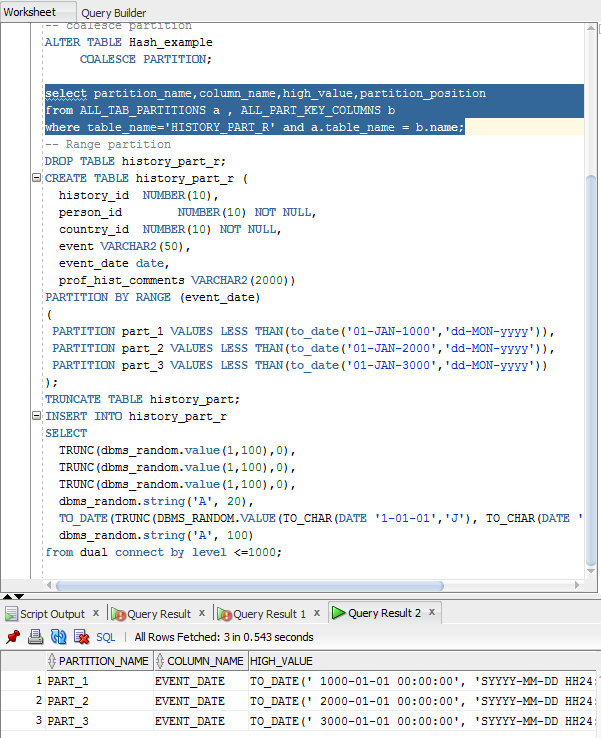 Worksheet Query Builder
-- coalesce partition
ALTER TABLE Hash_example
COALESCE PARTITION;
select partition_name,column_name,high_value,partition_position
from ALL_TAB_PARTITIONS a , ALL_PART_KEY_COLUMNS b
where table_name='HISTORY_PART_R' and a.table_name = b.name;
-- Range partition
DROP TABLE history_part_r;
CREATE TABLE history_part_r (
history_id NUMBER(10),
person_id NUMBER(10) NOT NULL,
country_id NUMBER(10) NOT NULL,
event VARCHAR2(50),
event_date date,
prof_hist_comments VARCHAR2(2000))
PARTITION BY RANGE (event_date)
(
PARTITION part_1 VALUES LESS THAN(to_date('01-JAN-1000','dd-MON-yyyy')),
PARTITION part_2 VALUES LESS THAN(to_date('01-JAN-2000','dd-MON-yyyy')),
PARTITION part_3 VALUES LESS THAN(to_date('01-JAN-3000','dd-MON-yyyy'))
);
TRUNCATE TABLE history_part;
INSERT INTO history_part_r
SELECT
TRUNC(dbms_random.value(1,100),0),
TRUNC(dbms_random.value(1,100),0),
TRUNC(dbms_random.value(1,100),0),
dbms_random.string('A', 20),
TO_DATE(TRUNC(DBMS_RANDOM.VALUE(TO_CHAR(DATE '1-01-01','J'), TO_CHAR(DATE '
dbms_random.string('A', 100)
from dual connect by level <=1000;
Script Output x Query Result x Query Result 1 x Query Result 2 x
SQL | All Rows Fetched: 3 in 0.543 seconds
PARTITION_NAME COLUMN_NAME HIGH_VALUE
1 PART_1 EVENT_DATE TO_DATE(' 1000-01-01 00:00:00', 'SYYYY-MM-DD HH24:
2 PART_2 EVENT_DATE TO_DATE(' 2000-01-01 00:00:00', 'SYYYY-MM-DD HH24:
3 PART_3 EVENT_DATE TO_DATE(' 3000-01-01 00:00:00', 'SYYYY-MM-DD HH24: